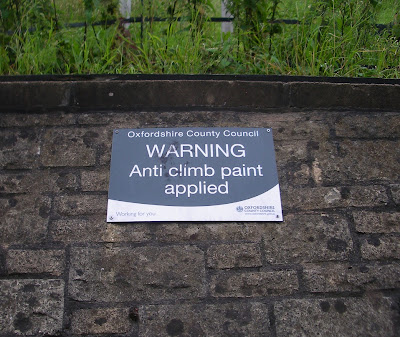 Oxfordshire County Council
WARNING
Anti climb paint
applied
Working for you
OXFORDSHIRE
COUNTY COUNCIL